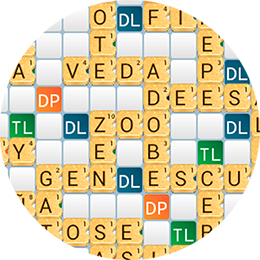 O DL F I
T E
A V E D A P DL
DP D E E S
TL DL Z O O DL
Y E B TL
G E N DL E S C U
A DP E
T O S E TL R